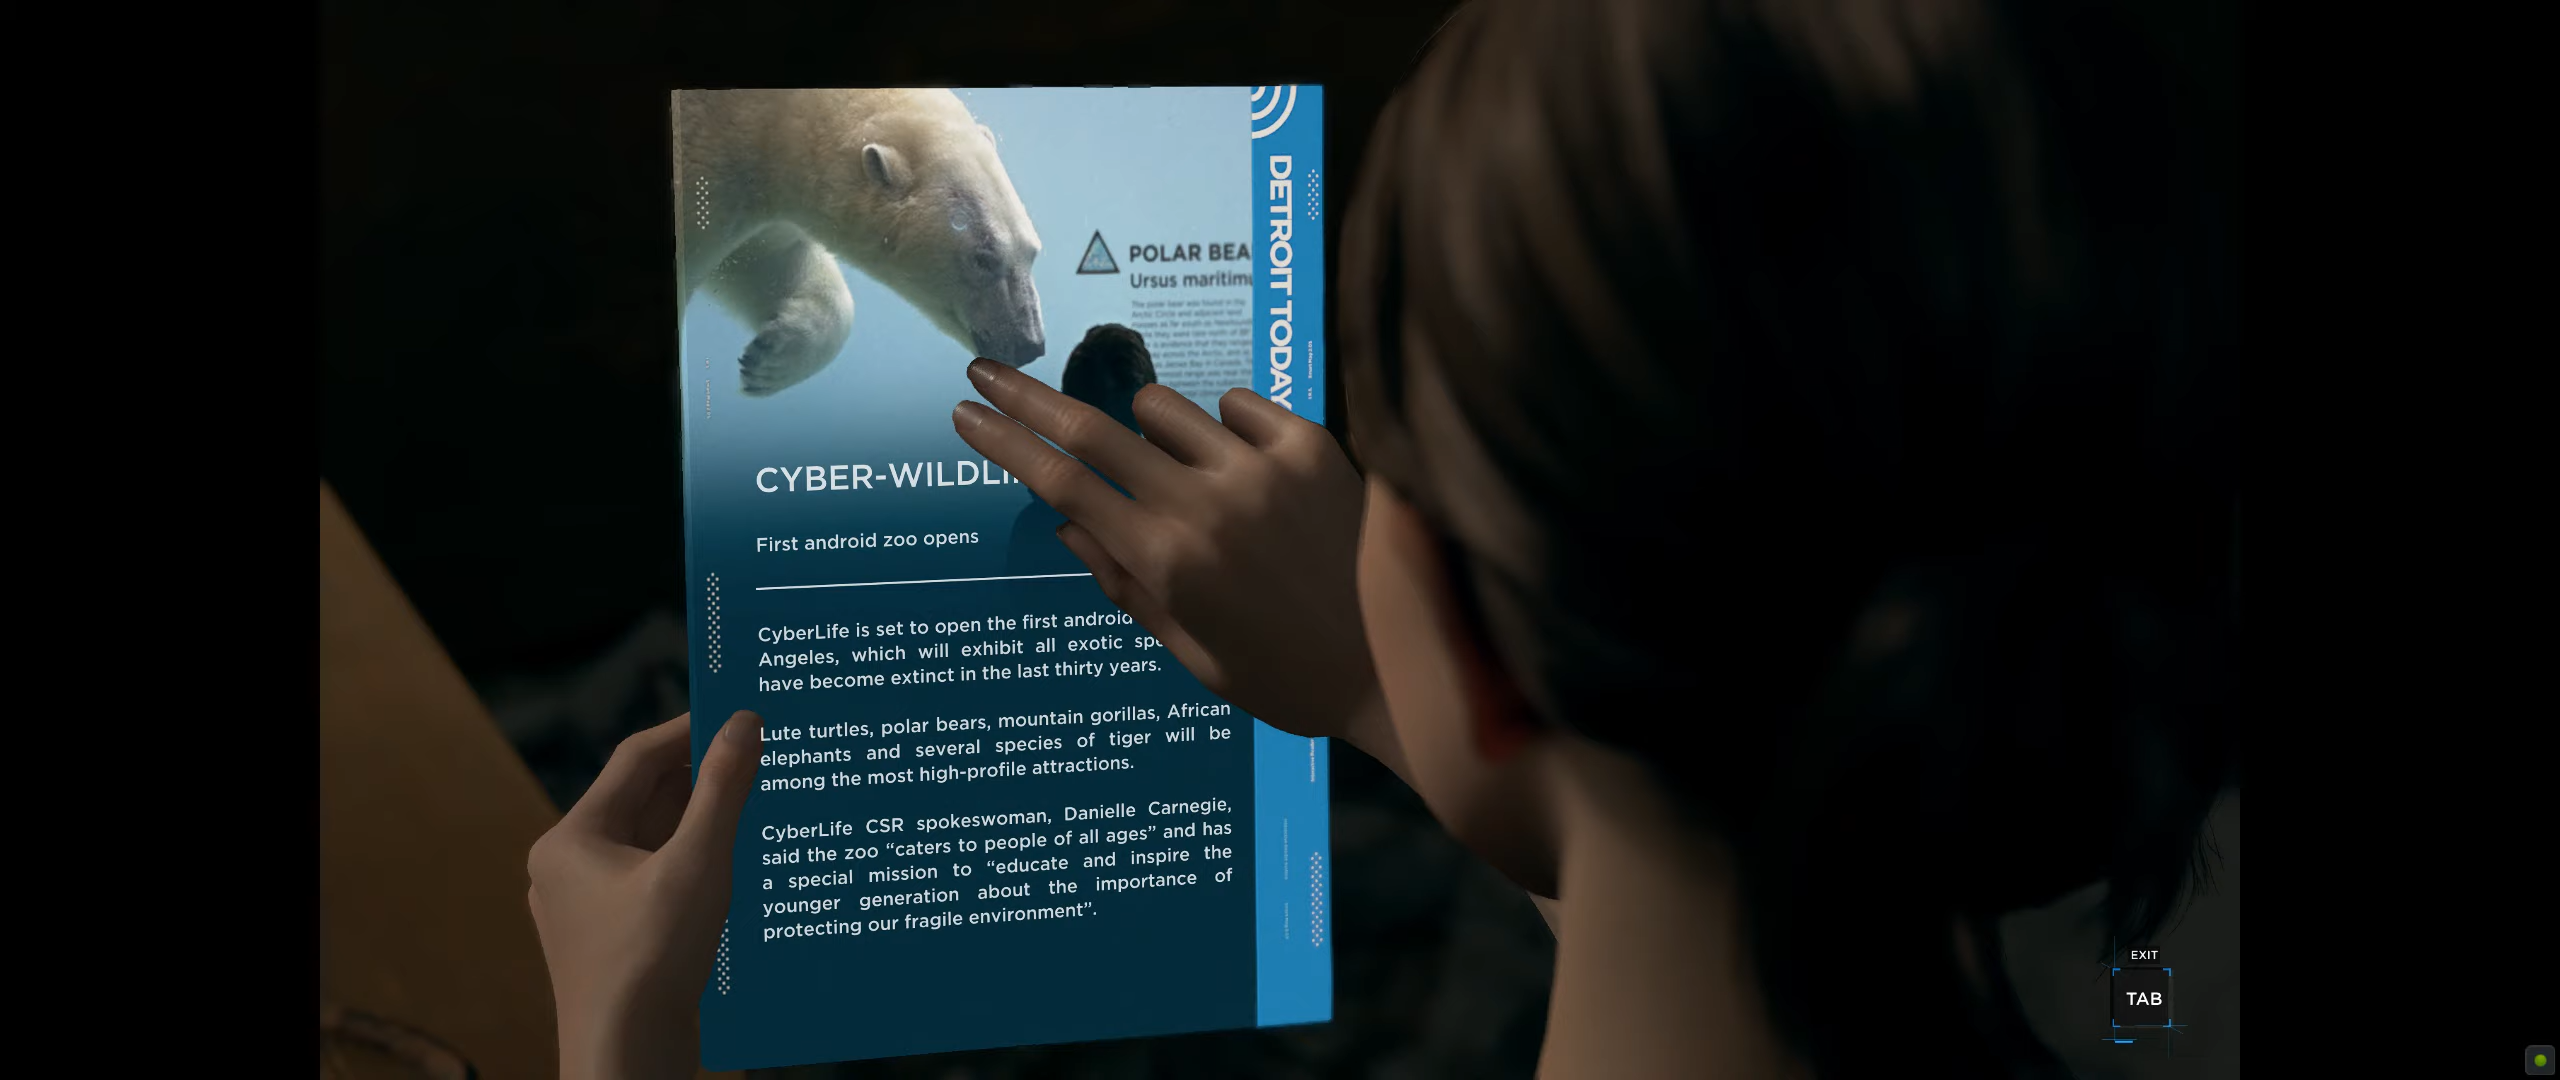 DETROIT TODAY
POLAR BEA
Ursus maritimu
CYBER-WILDLI
First android zoo opens
CyberLife is set to open the first android
Angeles, which will exhibit all exotic spe
have become extinct in the last thirty years.
Lute turtles, polar bears, mountain gorillas, African
elephants and several species of tiger will be
among the most high-profile attractions.
CyberLife CSR spokeswoman, Danielle Carnegie,
said the zoo “caters to people of all ages” and has
a special mission to “educate and inspire the
younger generation about the importance of
protecting our fragile environment”.
EXIT
TAB